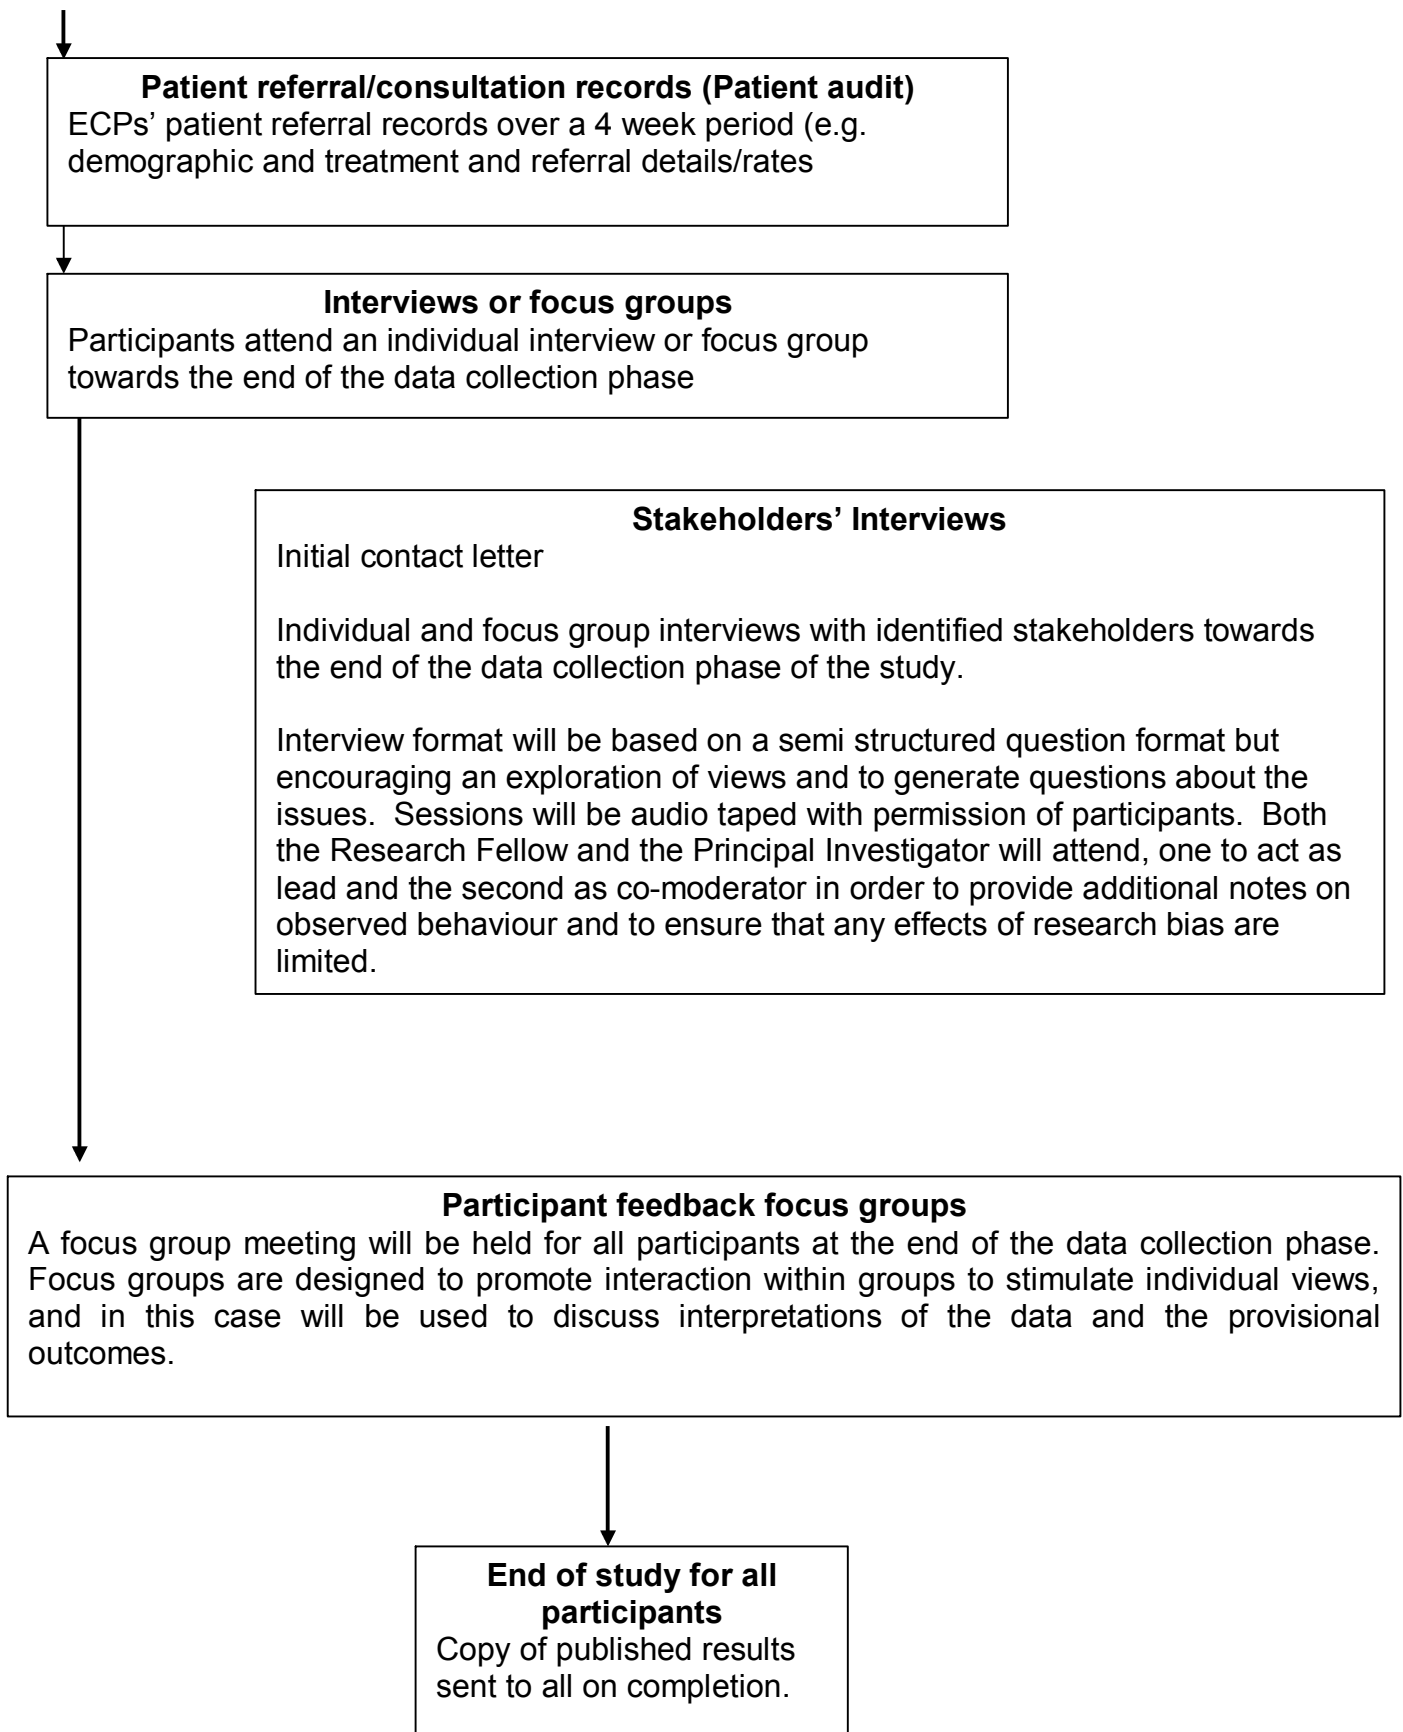 Patient referral/consultation records (Patient audit)
ECPs’ patient referral records over a 4 week period (e.g.
demographic and treatment and referral details/rates
Interviews or focus groups
Participants attend an individual interview or focus group
towards the end of the data collection phase
Stakeholders’ Interviews
Initial contact letter
Individual and focus group interviews with identified stakeholders towards
the end of the data collection phase of the study.
Interview format will be based on a semi structured question format but
encouraging an exploration of views and to generate questions about the
issues.  Sessions will be audio taped with permission of participants.  Both
the Research Fellow and the Principal Investigator will attend, one to act as
lead and the second as co-moderator in order to provide additional notes on
observed behaviour and to ensure that any effects of research bias are
limited.
Participant feedback focus groups
A focus group meeting will be held for all participants at the end of the data collection phase.
Focus groups are designed to promote interaction within groups to stimulate individual views,
and in this case will be used to discuss interpretations of the data and the provisional
outcomes.
End of study for all
participants
Copy of published results
sent to all on completion.